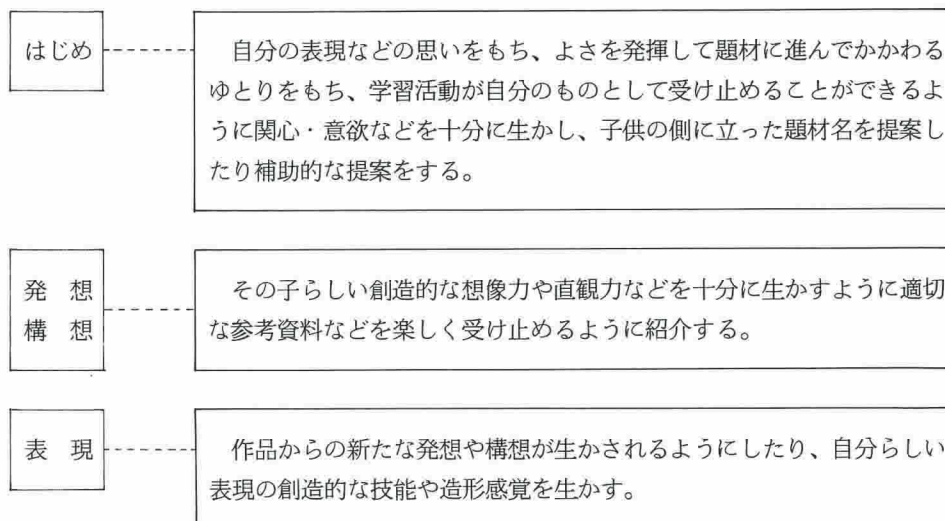 はじめ
自分の表現などの思いをもち、よさを発揮して題材に進んでかかわる
ゆとりをもち、学習活動が自分のものとして受け止めることができるよ
うに関心・意欲などを十分に生かし、子供の側に立った題材名を提案し
たり補助的な提案をする。
発想
構想
その子らしい創造的な想像力や直観力などを十分に生かすように適切
な参考資料などを楽しく受け止めるように紹介する。
表現
作品からの新たな発想や構想が生かされるようにしたり、自分らしい
表現の創造的な技能や造形感覚を生かす。